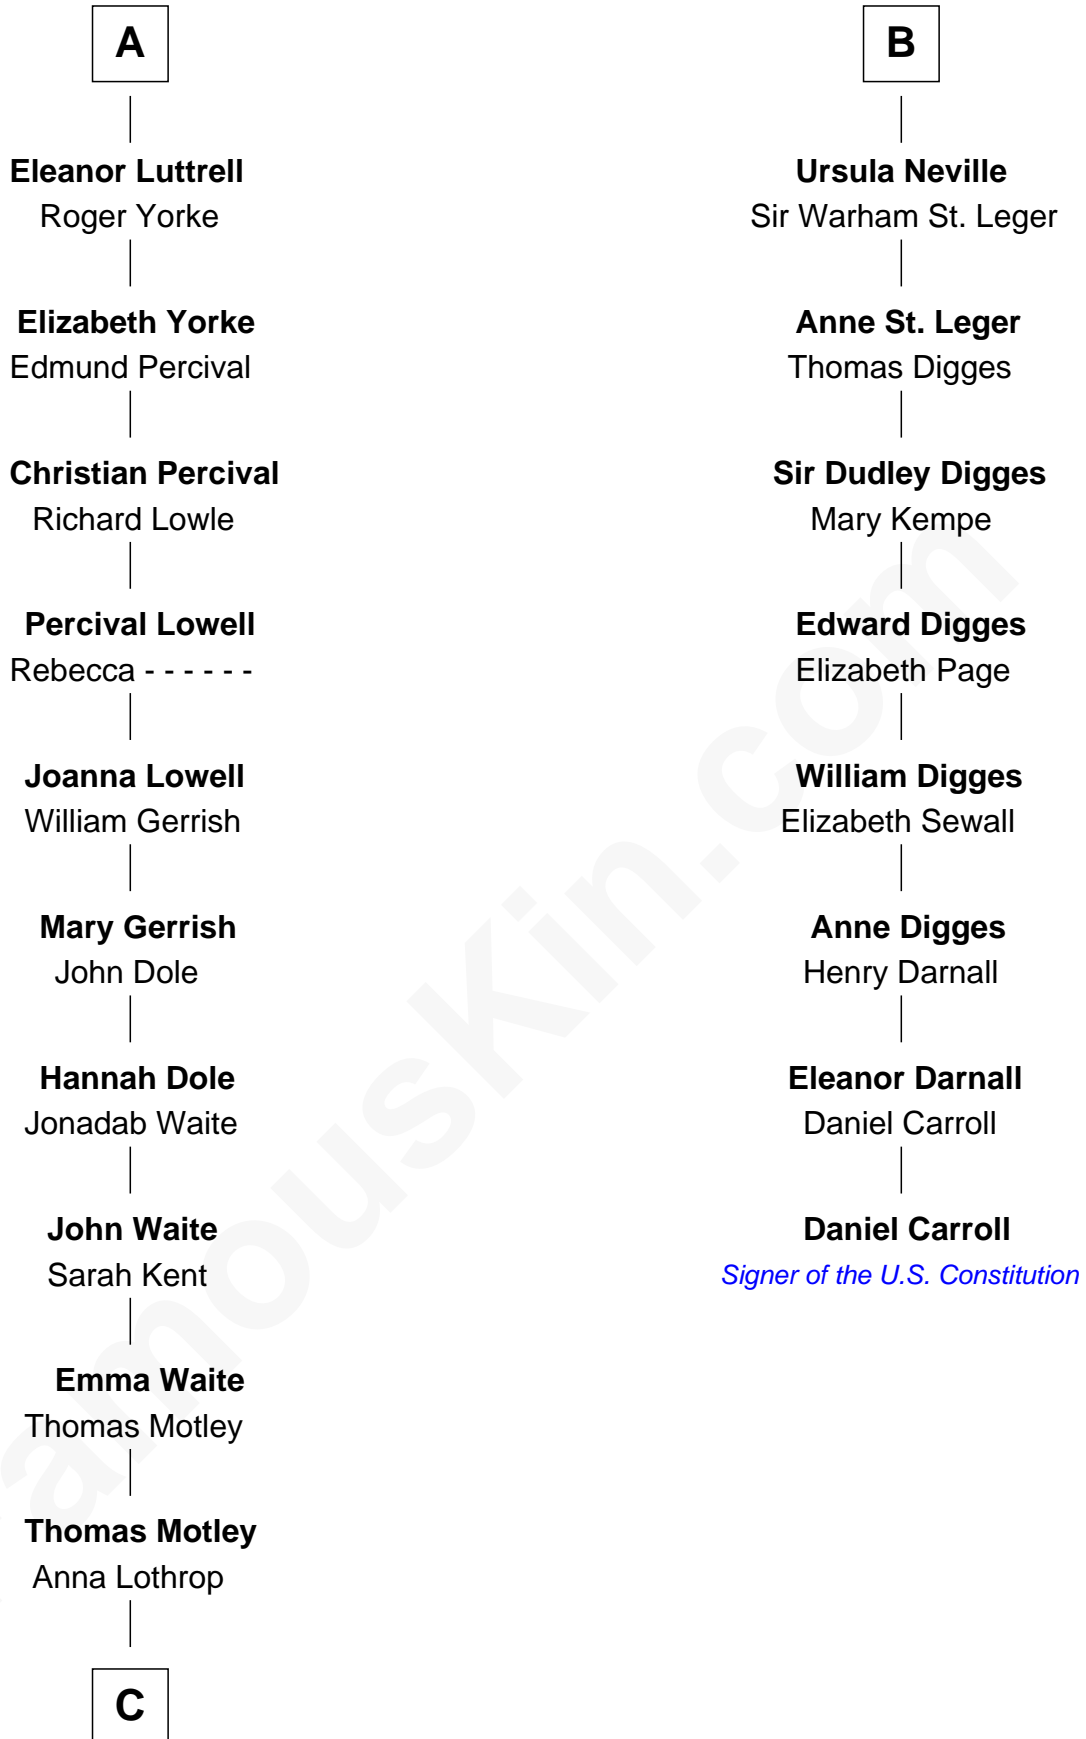 A
Eleanor Luttrell
Roger Yorke
Elizabeth Yorke
Edmund Percival
Christian Percival
Richard Lowle
Percival Lowell
Rebecca - - - - - -
Joanna Lowell
William Gerrish
Mary Gerrish
John Dole
Hannah Dole
Jonadab Waite
John Waite
Sarah Kent
Emma Waite
Thomas Motley
Thomas Motley
Anna Lothrop
C
B
Ursula Neville
Sir Warham St. Leger
Anne St. Leger
Thomas Digges
Sir Dudley Digges
Mary Kempe
Edward Digges
Elizabeth Page
William Digges
Elizabeth Sewall
Anne Digges
Henry Darnall
Eleanor Darnall
Daniel Carroll
Daniel Carroll
Signer of the U.S. Constitution
famouskin.com